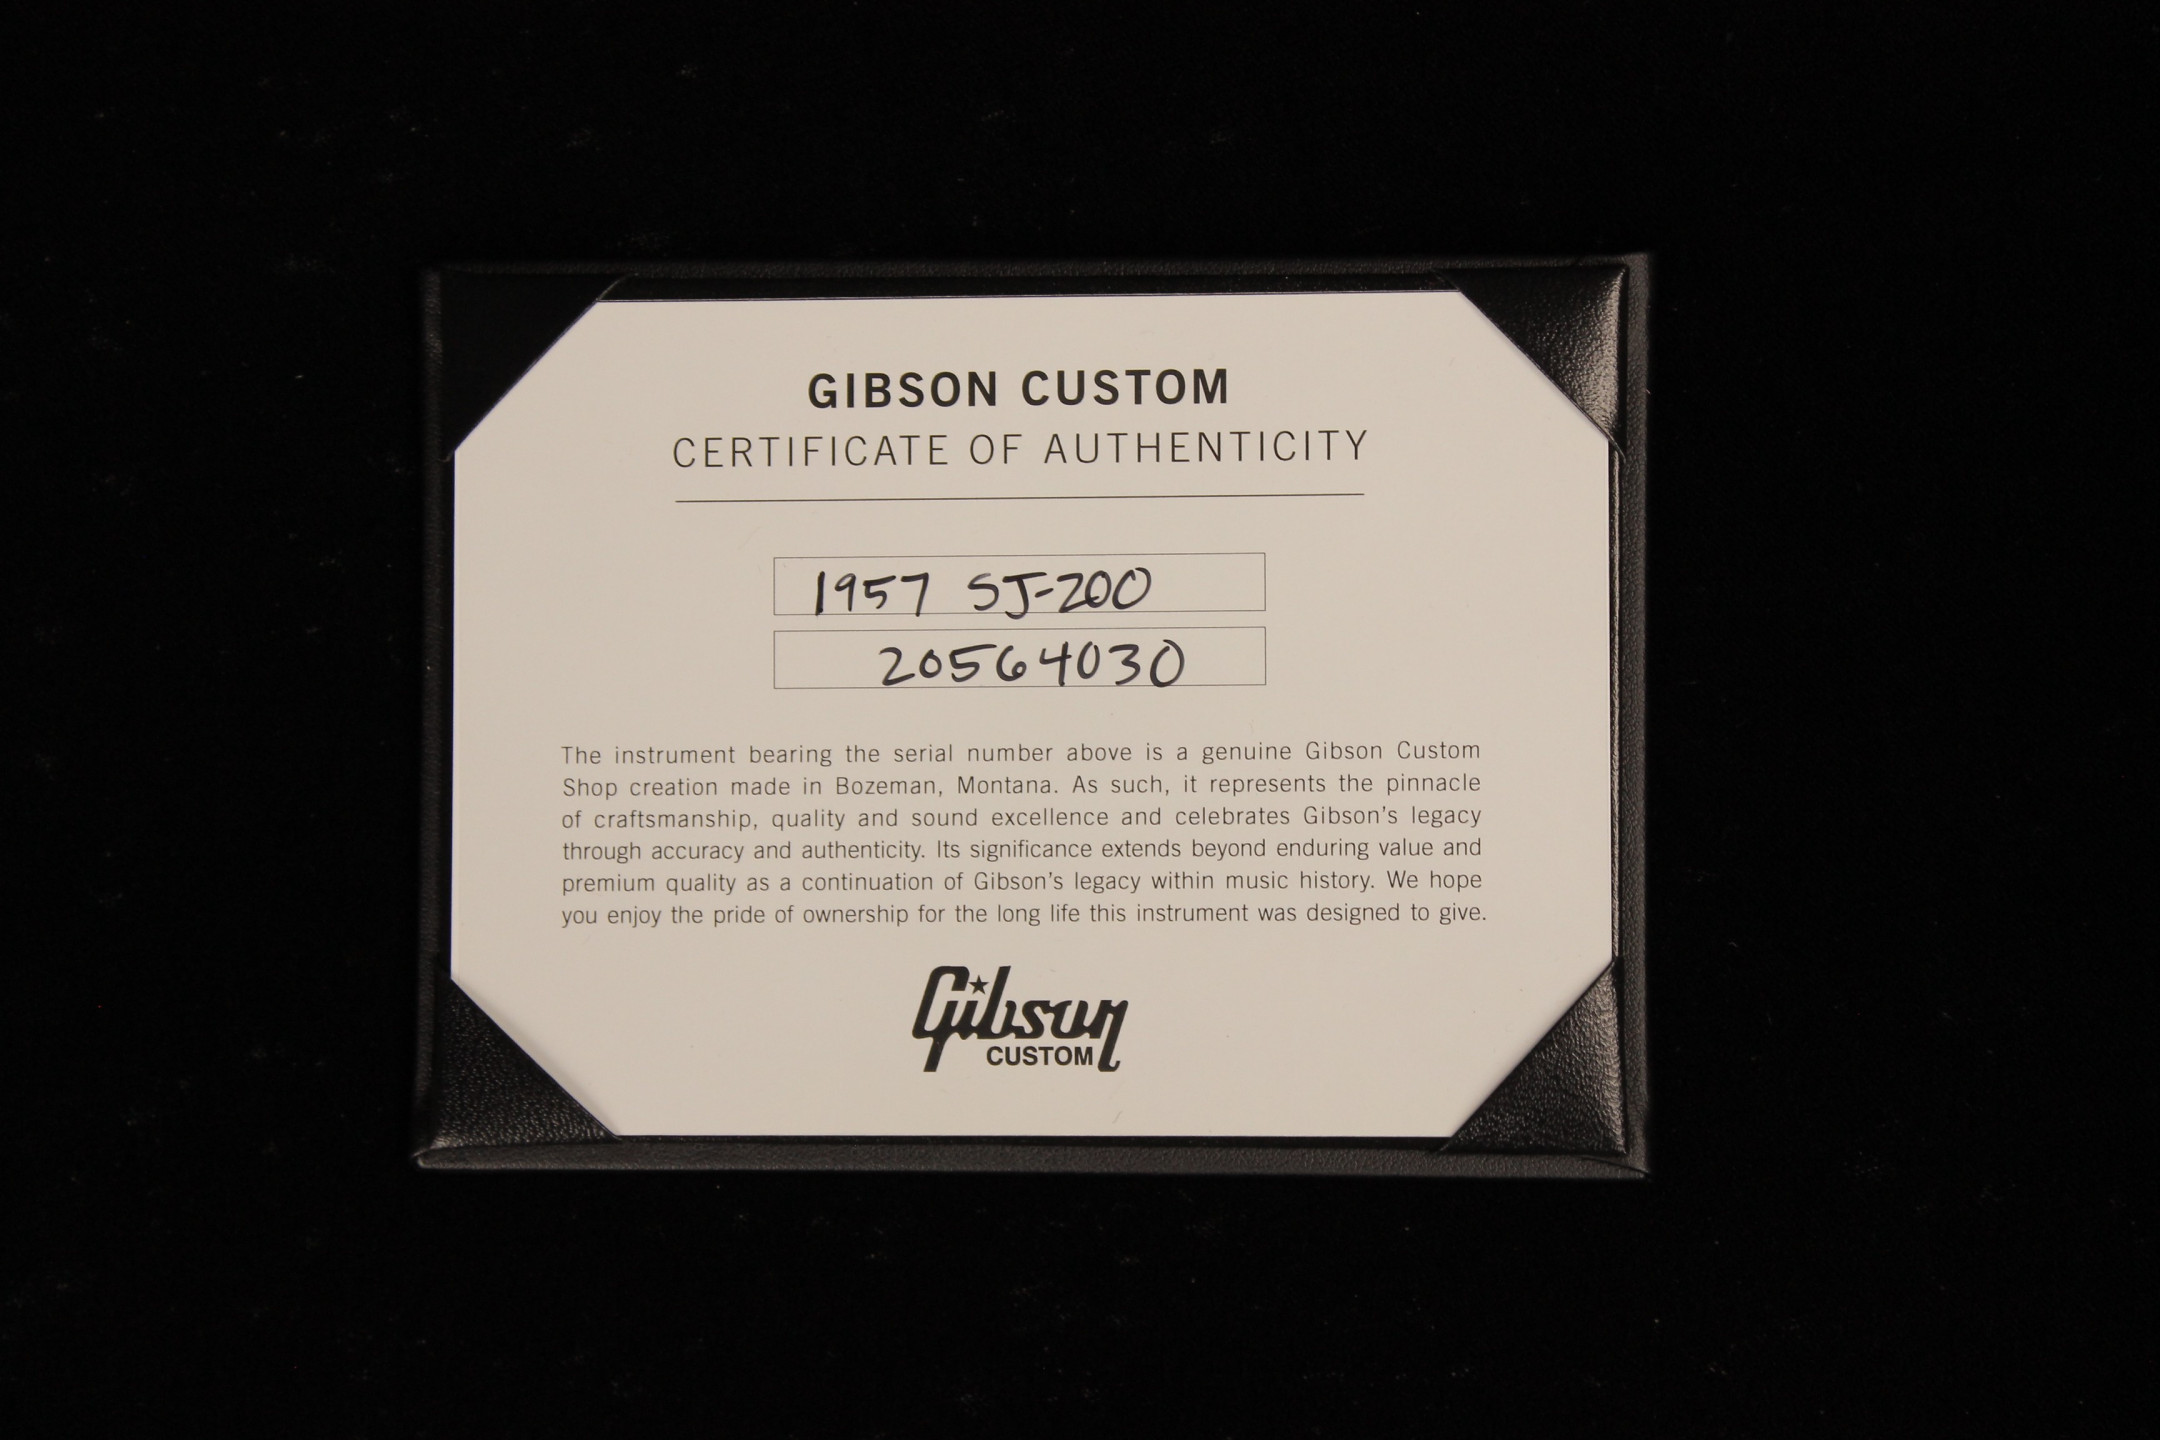 GIBSON CUSTOM
CERTIFICATE OF AUTHENTICITY
1957 SJ-200
20564030
The instrument bearing the serial number above is a genuine Gibson Custom
Shop creation made in Bozeman, Montana. As such, it represents the pinnacle
of craftsmanship, quality and sound excellence and celebrates Gibson's legacy
through accuracy and authenticity. Its significance extends beyond enduring value and
premium quality as a continuation of Gibson's legacy within music history. We hope
you enjoy the pride of ownership for the long life this instrument was designed to give.
Gibson
CUSTOM